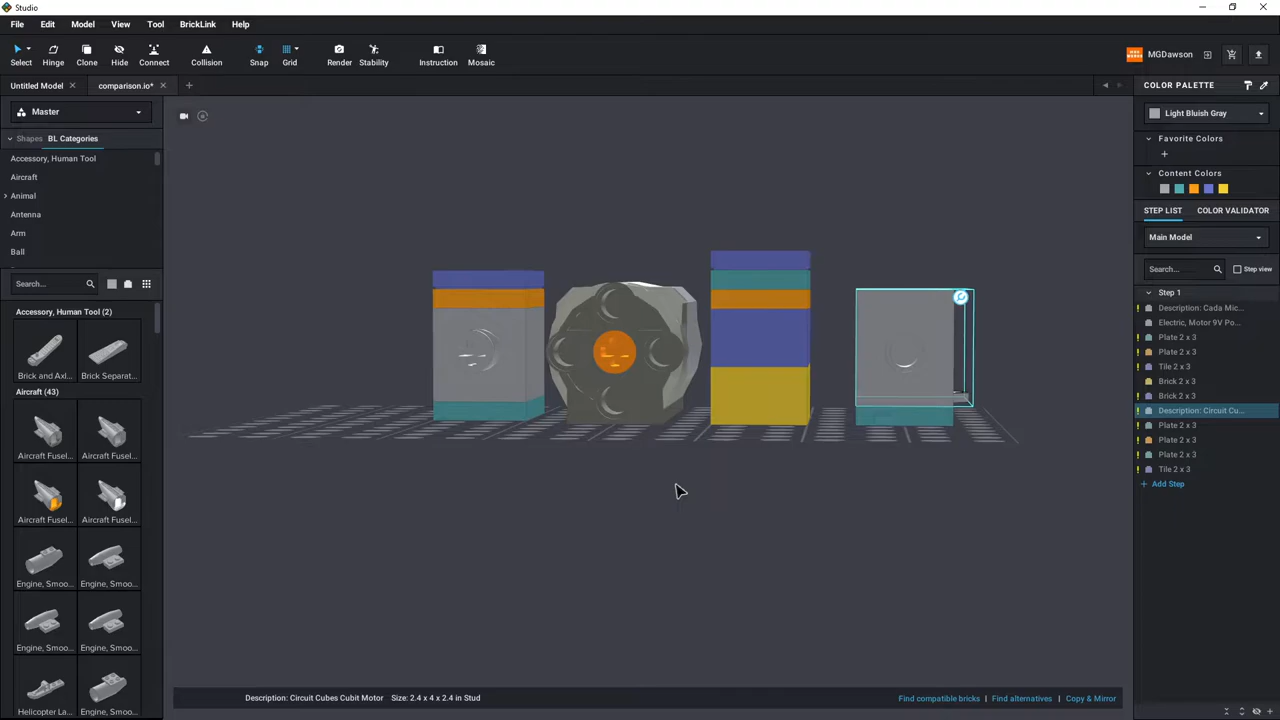 Studio
File Edit Model View Tool BrickLink Help
Select Hinge Clone Hide Connect Collision Snap Grid Render Stability Instruction Mosaic MGDawson
Untitled Model comparison.io* COLOR PALETTE
Master Light Bluish Gray
Shapes BL Categories Favorite Colors
Accessory, Human Tool
Aircraft Content Colors
Animal
Antenna STEP LIST COLOR VALIDATOR
Arm Main Model
Ball
Search... Search... Step view
Step 1
Accessory, Human Tool (2) Description: Cada Mic...
Electric, Motor 9V Po...
Plate 2 x 3
Plate 2 x 3
Tile 2 x 3
Brick and Axl... Brick Separat... Brick 2 x 3
Aircraft (43) Brick 2 x 3
Description: Circuit Cu...
Plate 2 x 3
Plate 2 x 3
Aircraft Fusel... Aircraft Fusel... Plate 2 x 3
Tile 2 x 3
Add Step
Aircraft Fusel... Aircraft Fusel...
Engine, Smoo... Engine, Smoo...
Engine, Smoo... Engine, Smoo...
Helicopter La... Engine, Smoo...
Description: Circuit Cubes Cubit Motor Size: 2.4 x 4 x 2.4 in Stud Find compatible bricks | Find alternatives | Copy & Mirror